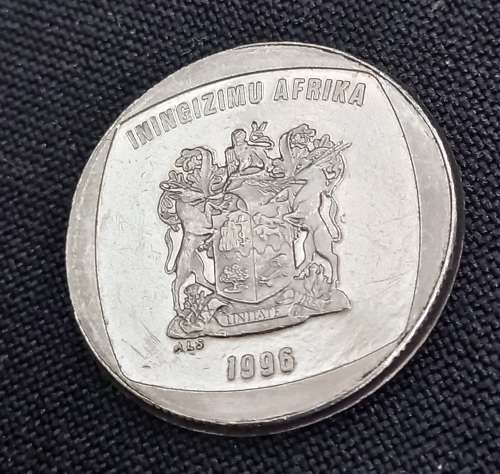 ININGIZIMU AFRIKA
UNITATE
ALS
1996